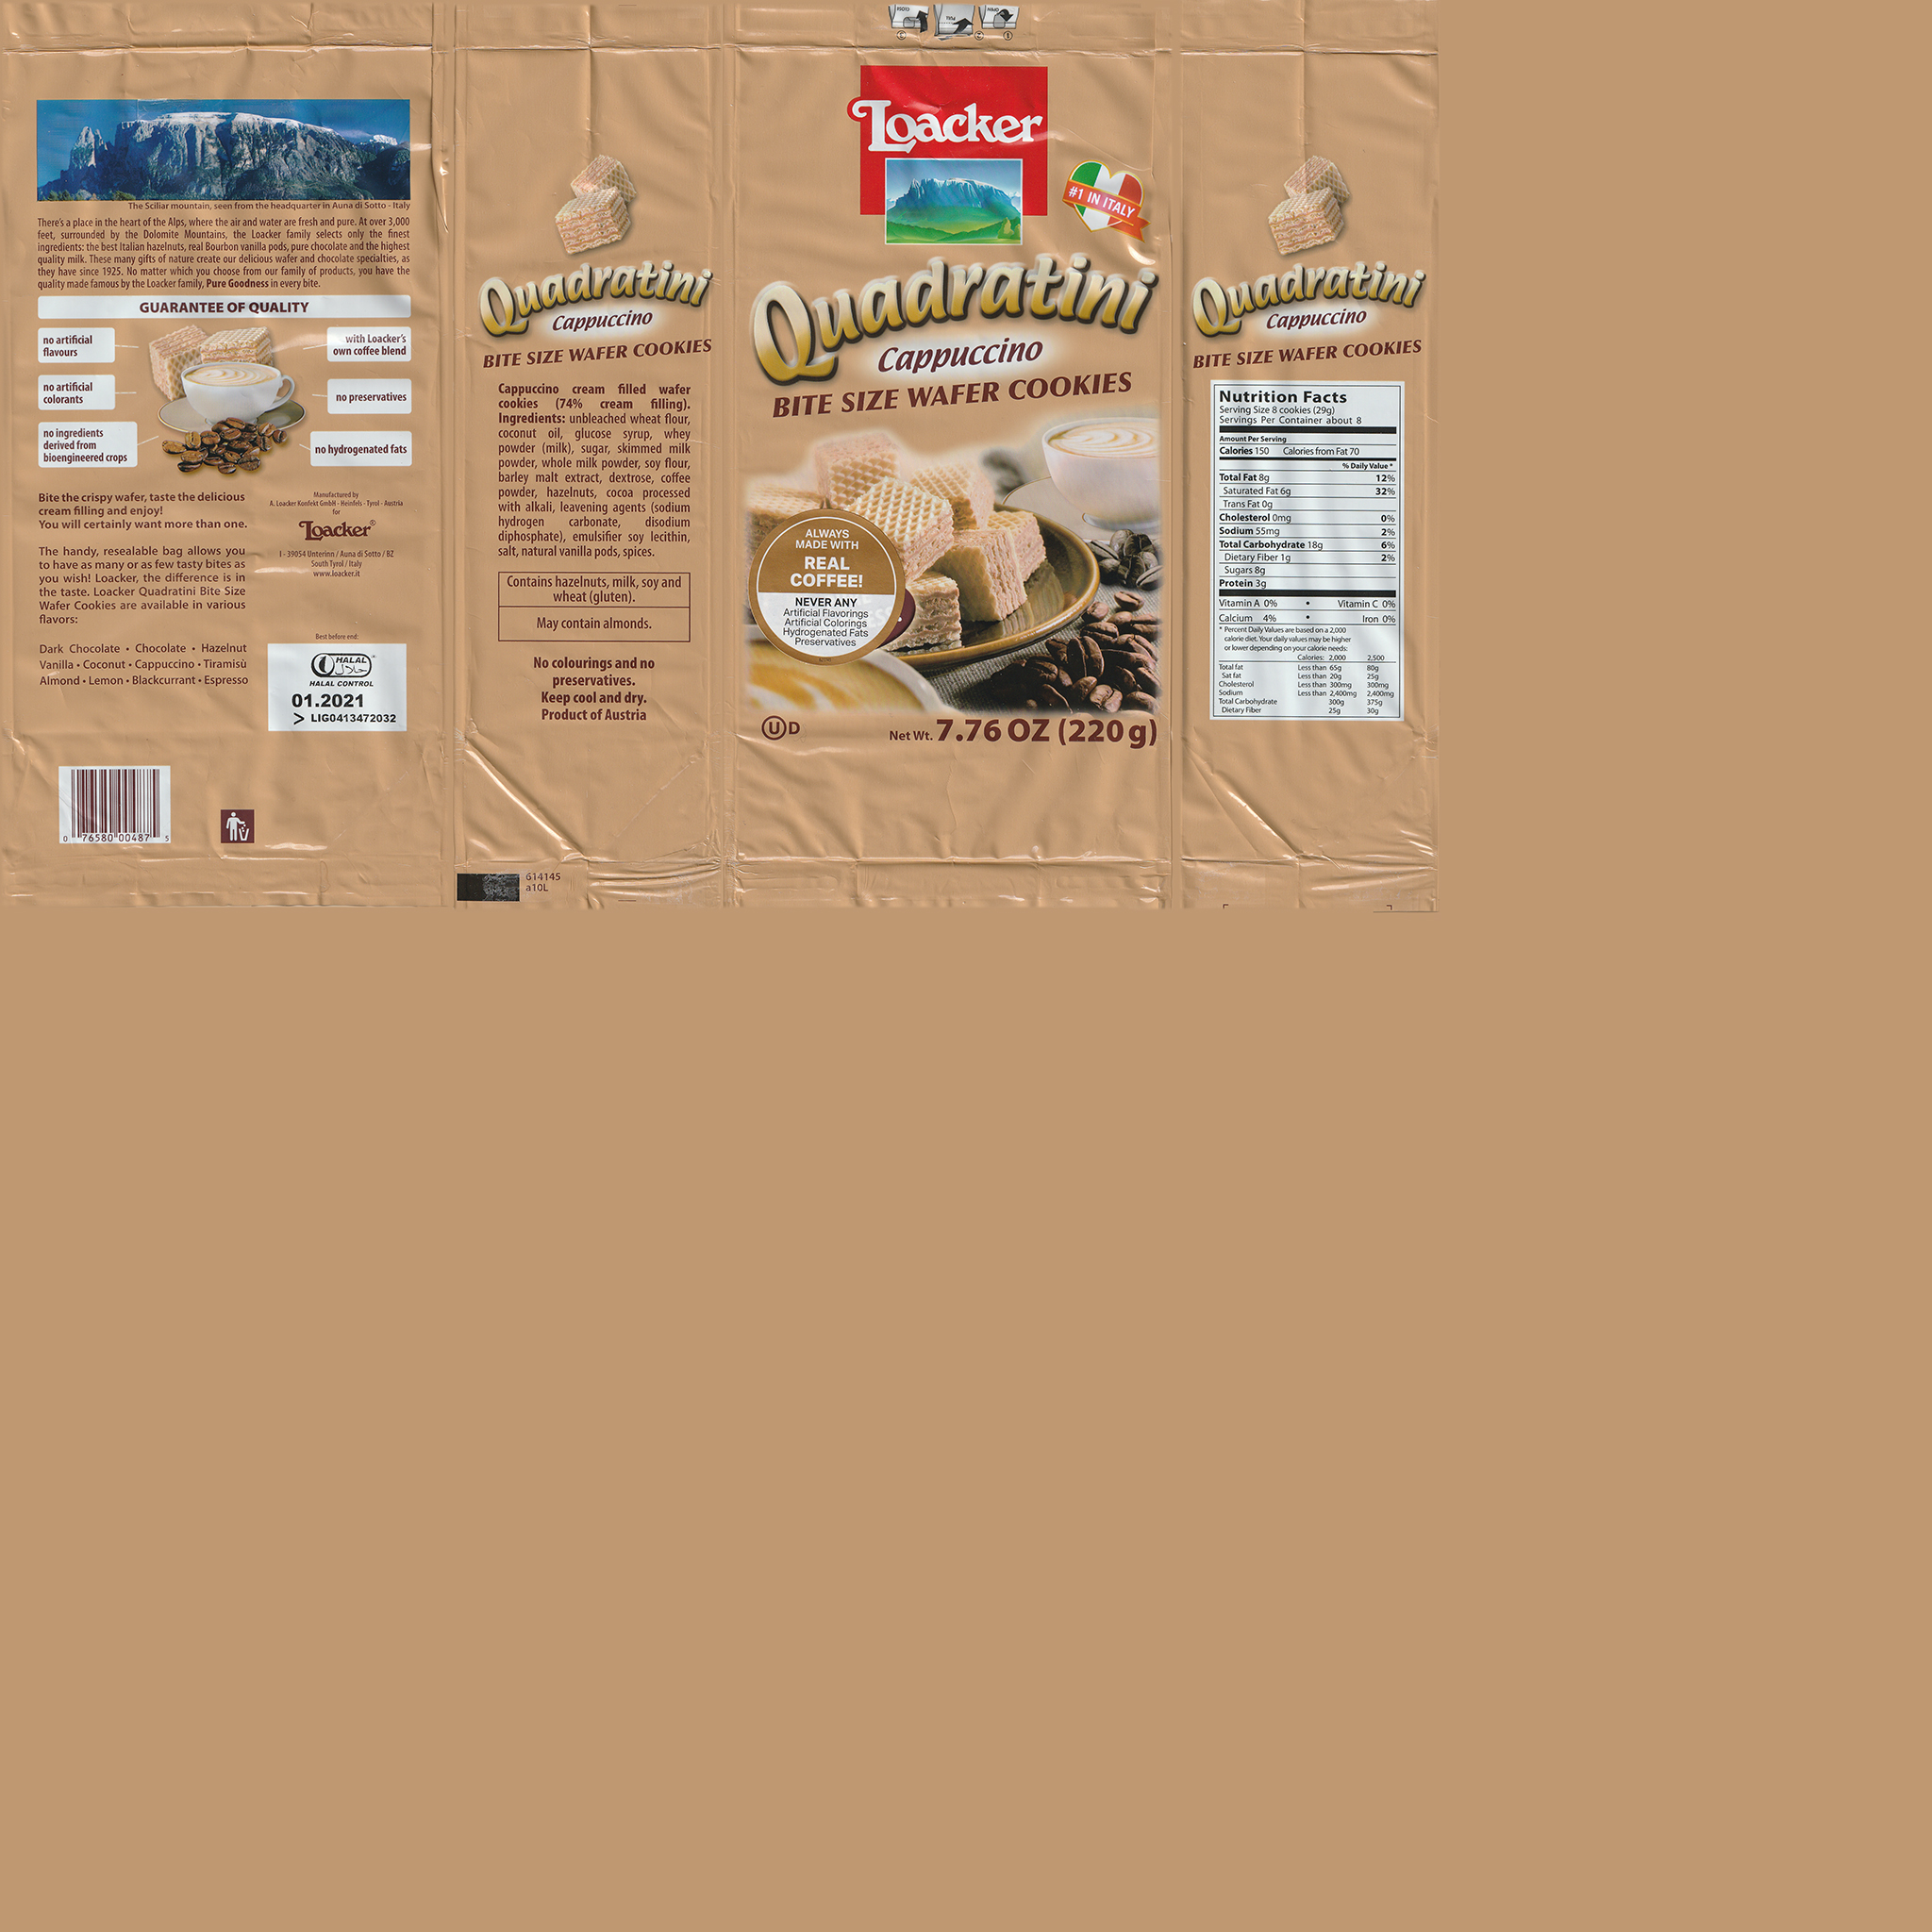 The Sciliar mountain, seen from the headquarter in Auna di Sotto - Italy
There's a place in the heart of the Alps, where the air and water are fresh and pure. At over 3,000
feet, surrounded by the Dolomite Mountains, the Loacker family selects only the finest
ingredients: the best Italian hazelnuts, real Bourbon vanilla pods, pure chocolate and the highest
quality milk. These many gifts of nature create our delicious wafer and chocolate specialties, as
they have since 1925. No matter which you choose from our family of products, you have the
quality made famous by the Loacker family, Pure Goodness in every bite.
GUARANTEE OF QUALITY
no artificial
flavours
no artificial
colorants
no ingredients
derived from
bioengineered crops
with Loacker's
own coffee blend
no preservatives
no hydrogenated fats
Bite the crispy wafer, taste the delicious
cream filling and enjoy!
You will certainly want more than one.
The handy, resealable bag allows you
to have as many or as few tasty bites as
you wish! Loacker, the difference is in
the taste. Loacker Quadratini Bite Size
Wafer Cookies are available in various
flavors:
Dark Chocolate • Chocolate • Hazelnut
Vanilla • Coconut • Cappuccino • Tiramisù
Almond • Lemon • Blackcurrant • Espresso
Manufactured by
A. Loacker Konfekt GmbH - Heinfels - Tyrol - Austria
for
Loacker®
I - 39054 Unterinn / Auna di Sotto / BZ
South Tyrol / Italy
www.loacker.it
Best before end:
HALAL
حلال
HALAL CONTROL
01.2021
> LIG0413472032
0 76580 00487 5
Quadratini
Cappuccino
BITE SIZE WAFER COOKIES
Cappuccino cream filled wafer
cookies (74% cream filling).
Ingredients: unbleached wheat flour,
coconut oil, glucose syrup, whey
powder (milk), sugar, skimmed milk
powder, whole milk powder, soy flour,
barley malt extract, dextrose, coffee
powder, hazelnuts, cocoa processed
with alkali, leavening agents (sodium
hydrogen carbonate, disodium
diphosphate), emulsifier soy lecithin,
salt, natural vanilla pods, spices.
Contains hazelnuts, milk, soy and
wheat (gluten).
May contain almonds.
No colourings and no
preservatives.
Keep cool and dry.
Product of Austria
614145
a10L
Loacker
#1 IN ITALY
Quadratini
Cappuccino
BITE SIZE WAFER COOKIES
ALWAYS
MADE WITH
REAL
COFFEE!
NEVER ANY
Artificial Flavorings
Artificial Colorings
Hydrogenated Fats
Preservatives
U D
Net Wt. 7.76 OZ (220 g)
Quadratini
Cappuccino
BITE SIZE WAFER COOKIES
Nutrition Facts
Serving Size 8 cookies (29g)
Servings Per Container about 8
Amount Per Serving
Calories 150 Calories from Fat 70
% Daily Value *
Total Fat 8g 12%
Saturated Fat 6g 32%
Trans Fat 0g
Cholesterol 0mg 0%
Sodium 55mg 2%
Total Carbohydrate 18g 6%
Dietary Fiber 1g 2%
Sugars 8g
Protein 3g
Vitamin A 0% • Vitamin C 0%
Calcium 4% • Iron 0%
* Percent Daily Values are based on a 2,000
calorie diet. Your daily values may be higher
or lower depending on your calorie needs:
Calories: 2,000 2,500
Total fat Less than 65g 80g
Sat fat Less than 20g 25g
Cholesterol Less than 300mg 300mg
Sodium Less than 2,400mg 2,400mg
Total Carbohydrate 300g 375g
Dietary Fiber 25g 30g